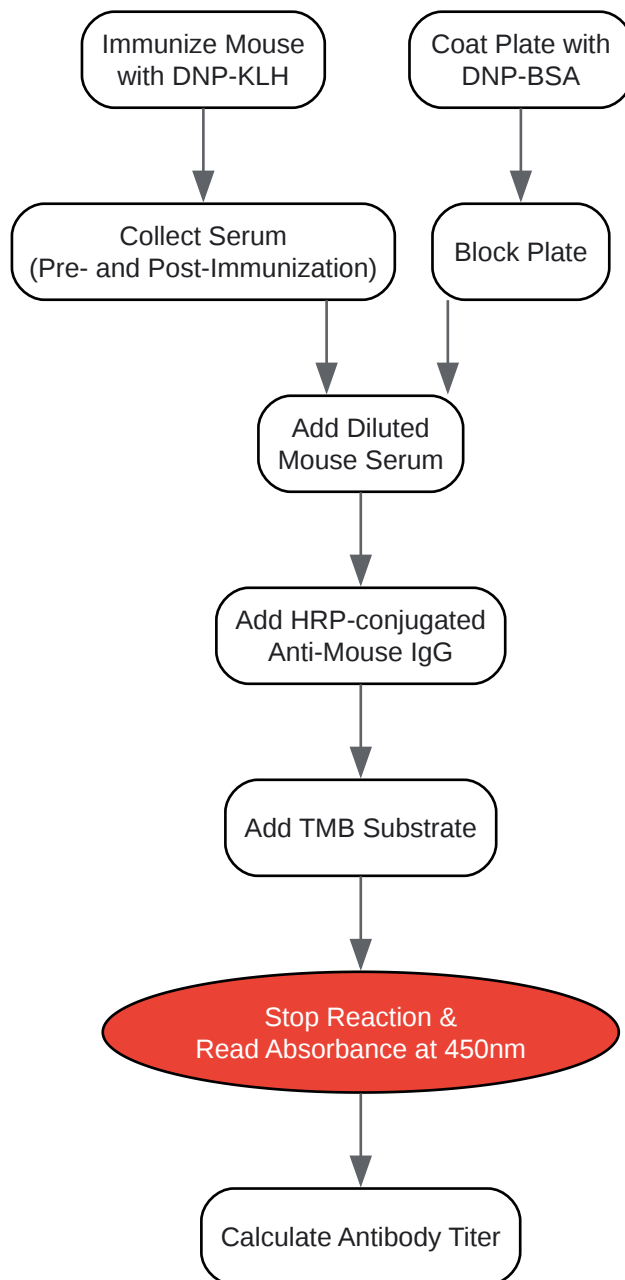 Immunize Mouse
with DNP-KLH
Coat Plate with
DNP-BSA
Collect Serum
(Pre- and Post-Immunization)
Block Plate
Add Diluted
Mouse Serum
Add HRP-conjugated
Anti-Mouse IgG
Add TMB Substrate
Stop Reaction &
Read Absorbance at 450nm
Calculate Antibody Titer